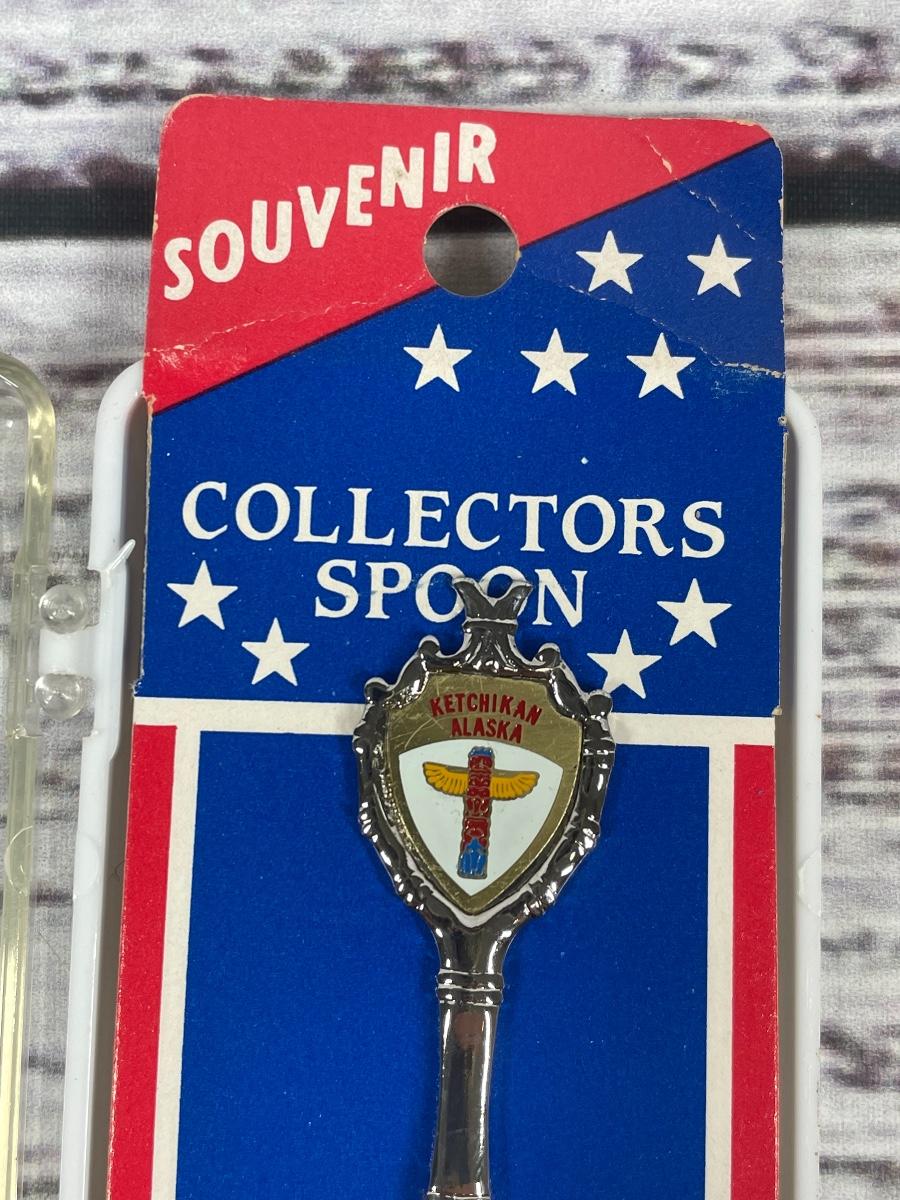 SOUVENIR
COLLECTORS
SPOON
KETCHIKAN
ALASKA